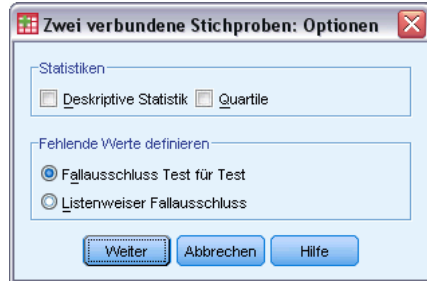 Zwei verbundene Stichproben: Optionen
Statistiken
Deskriptive Statistik Quartile
Fehlende Werte definieren
Fallausschluss Test für Test
Listenweiser Fallausschluss
Weiter Abbrechen Hilfe